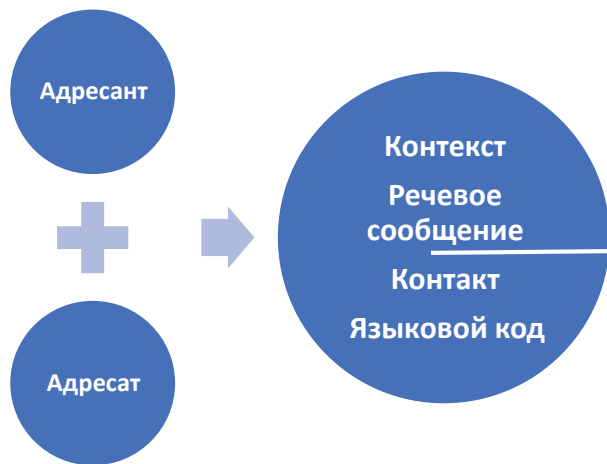 Адресант
Адресат
Контекст
Речевое
сообщение
Контакт
Языковой код